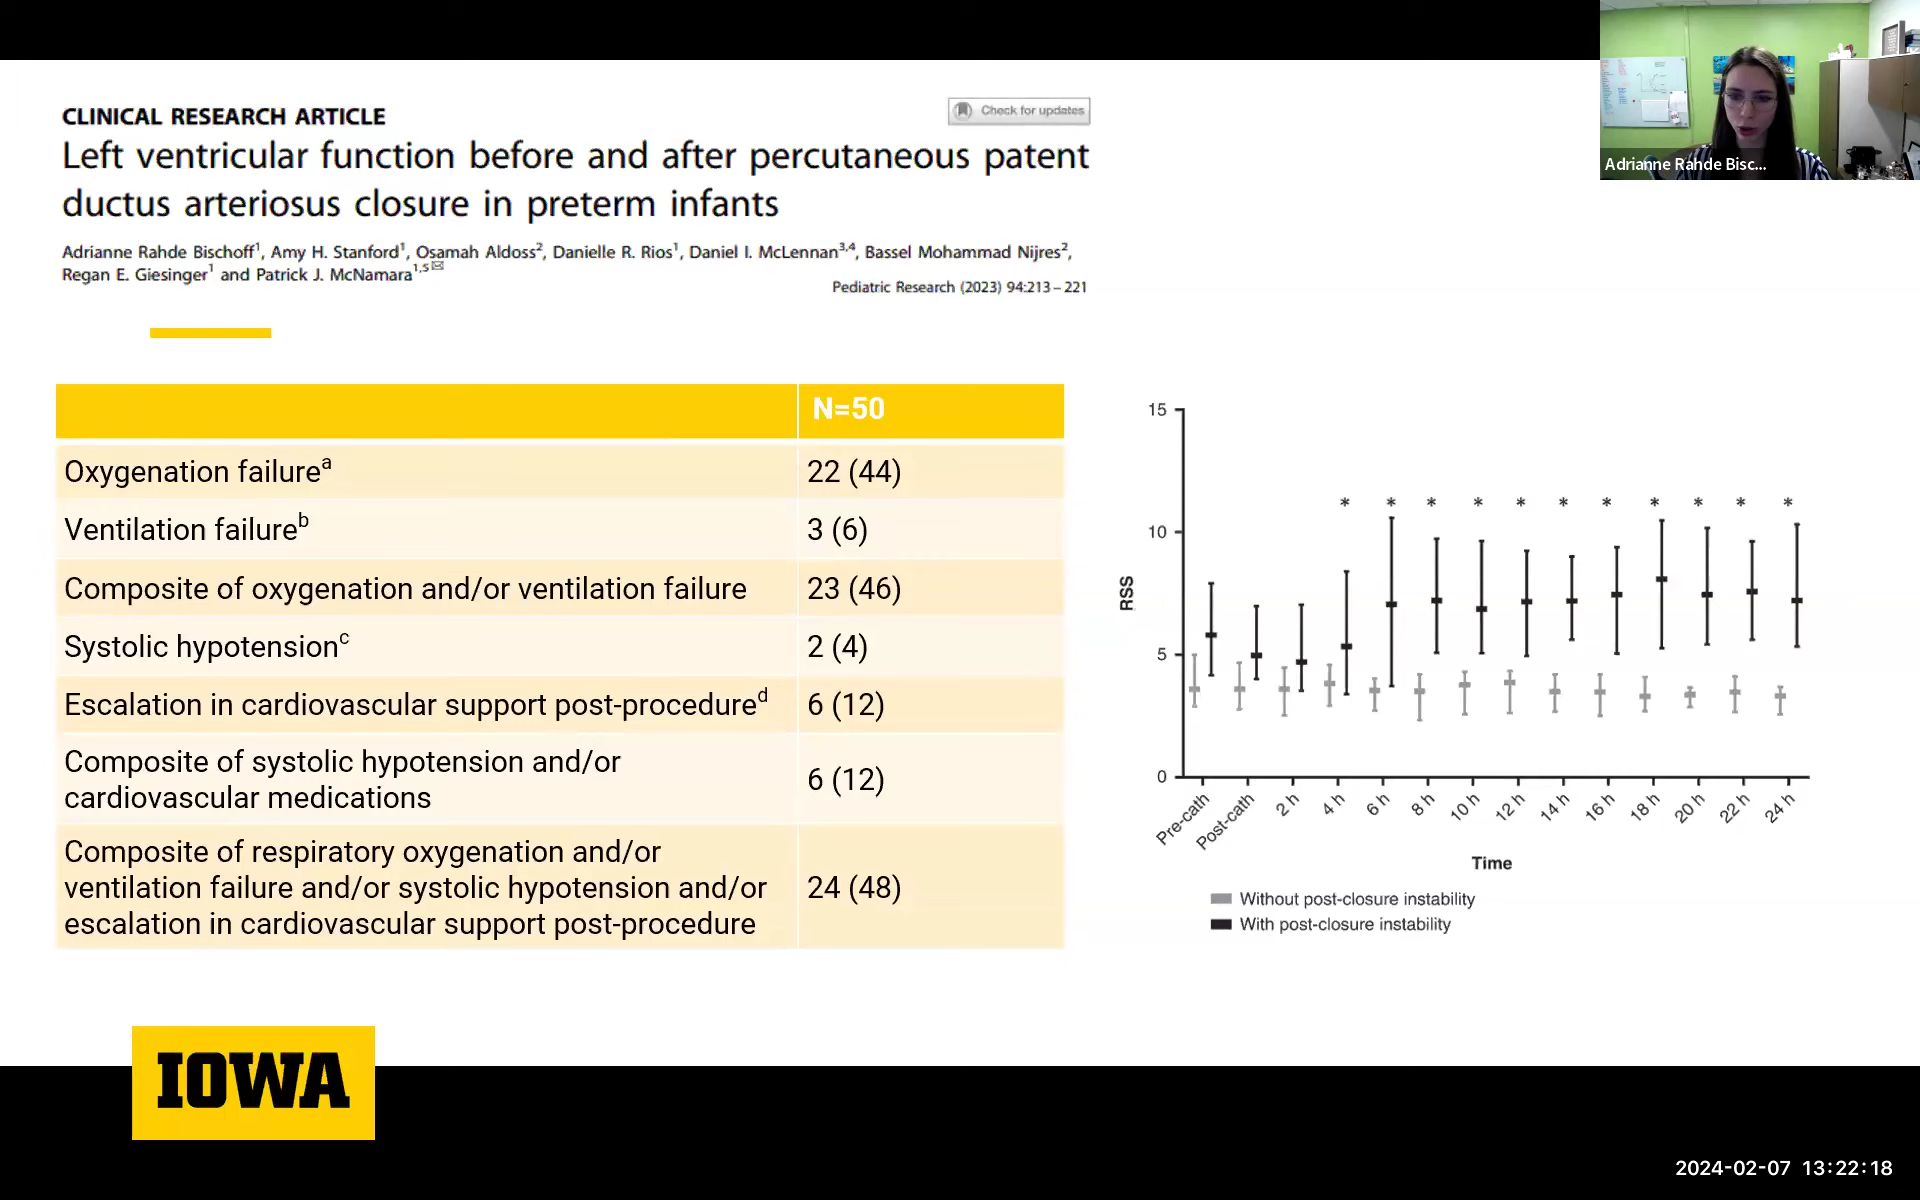 CLINICAL RESEARCH ARTICLE
Check for updates
Left ventricular function before and after percutaneous patent
ductus arteriosus closure in preterm infants
Adrianne Rahde Bischoff1, Amy H. Stanford1, Osamah Aldoss2, Danielle R. Rios1, Daniel I. McLennan3,4, Bassel Mohammad Nijres2,
Regan E. Giesinger1 and Patrick J. McNamara1,5✉
Pediatric Research (2023) 94:213–221
Adrianne Rahde Bisc...
N=50
Oxygenation failurea 22 (44)
Ventilation failureb 3 (6)
Composite of oxygenation and/or ventilation failure 23 (46)
Systolic hypotensionc 2 (4)
Escalation in cardiovascular support post-procedured 6 (12)
Composite of systolic hypotension and/or
cardiovascular medications 6 (12)
Composite of respiratory oxygenation and/or
ventilation failure and/or systolic hypotension and/or
escalation in cardiovascular support post-procedure 24 (48)
15
* * * * * * * * * * *
10
RSS
5
0
Pre-cath Post-cath 2 h 4 h 6 h 8 h 10 h 12 h 14 h 16 h 18 h 20 h 22 h 24 h
Time
Without post-closure instability
With post-closure instability
IOWA
2024-02-07 13:22:18